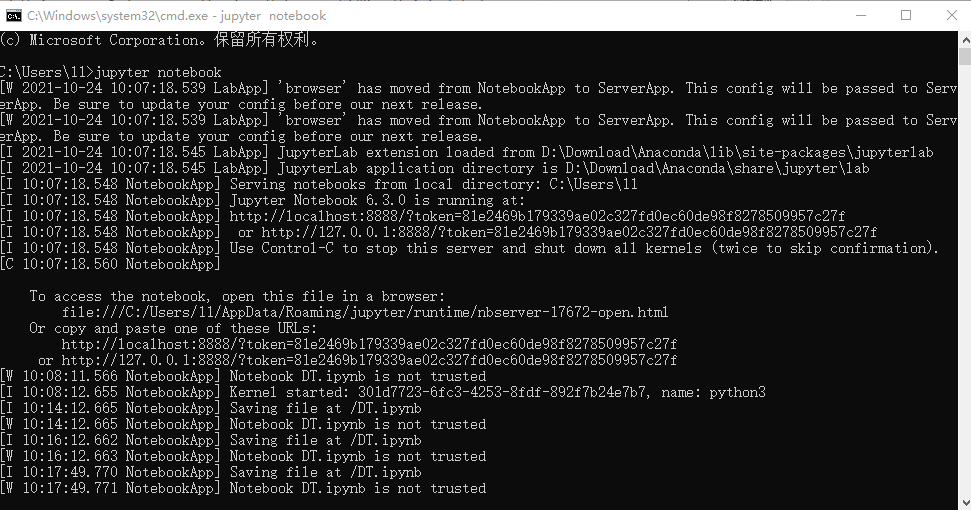 C:\Windows\system32\cmd.exe - jupyter  notebook
(c) Microsoft Corporation。保留所有权利。
C:\Users\ll>jupyter notebook
[W 2021-10-24 10:07:18.539 LabApp] 'browser' has moved from NotebookApp to ServerApp. This config will be passed to Serv
erApp. Be sure to update your config before our next release.
[W 2021-10-24 10:07:18.539 LabApp] 'browser' has moved from NotebookApp to ServerApp. This config will be passed to Serv
erApp. Be sure to update your config before our next release.
[I 2021-10-24 10:07:18.545 LabApp] JupyterLab extension loaded from D:\Download\Anaconda\lib\site-packages\jupyterlab
[I 2021-10-24 10:07:18.545 LabApp] JupyterLab application directory is D:\Download\Anaconda\share\jupyter\lab
[I 10:07:18.548 NotebookApp] Serving notebooks from local directory: C:\Users\ll
[I 10:07:18.548 NotebookApp] Jupyter Notebook 6.3.0 is running at:
[I 10:07:18.548 NotebookApp] http://localhost:8888/?token=81e2469b179339ae02c327fd0ec60de98f8278509957c27f
[I 10:07:18.548 NotebookApp]  or http://127.0.0.1:8888/?token=81e2469b179339ae02c327fd0ec60de98f8278509957c27f
[I 10:07:18.548 NotebookApp] Use Control-C to stop this server and shut down all kernels (twice to skip confirmation).
[C 10:07:18.560 NotebookApp]
To access the notebook, open this file in a browser:
file:///C:/Users/ll/AppData/Roaming/jupyter/runtime/nbserver-17672-open.html
Or copy and paste one of these URLs:
http://localhost:8888/?token=81e2469b179339ae02c327fd0ec60de98f8278509957c27f
or http://127.0.0.1:8888/?token=81e2469b179339ae02c327fd0ec60de98f8278509957c27f
[W 10:08:11.566 NotebookApp] Notebook DT.ipynb is not trusted
[I 10:08:12.655 NotebookApp] Kernel started: 301d7723-6fc3-4253-8fdf-892f7b24e7b7, name: python3
[I 10:14:12.665 NotebookApp] Saving file at /DT.ipynb
[W 10:14:12.665 NotebookApp] Notebook DT.ipynb is not trusted
[I 10:16:12.662 NotebookApp] Saving file at /DT.ipynb
[W 10:16:12.663 NotebookApp] Notebook DT.ipynb is not trusted
[I 10:17:49.770 NotebookApp] Saving file at /DT.ipynb
[W 10:17:49.771 NotebookApp] Notebook DT.ipynb is not trusted